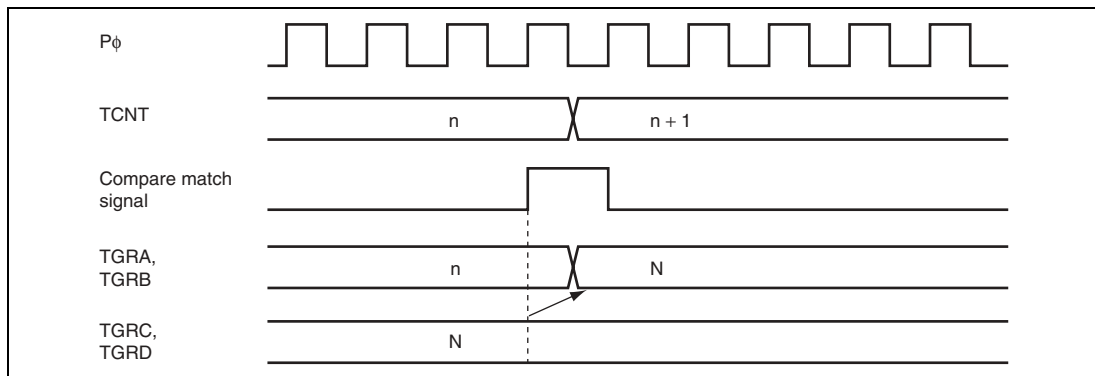 Pϕ
TCNT
n
n + 1
Compare match
signal
TGRA,
TGRB
n
N
TGRC,
TGRD
N